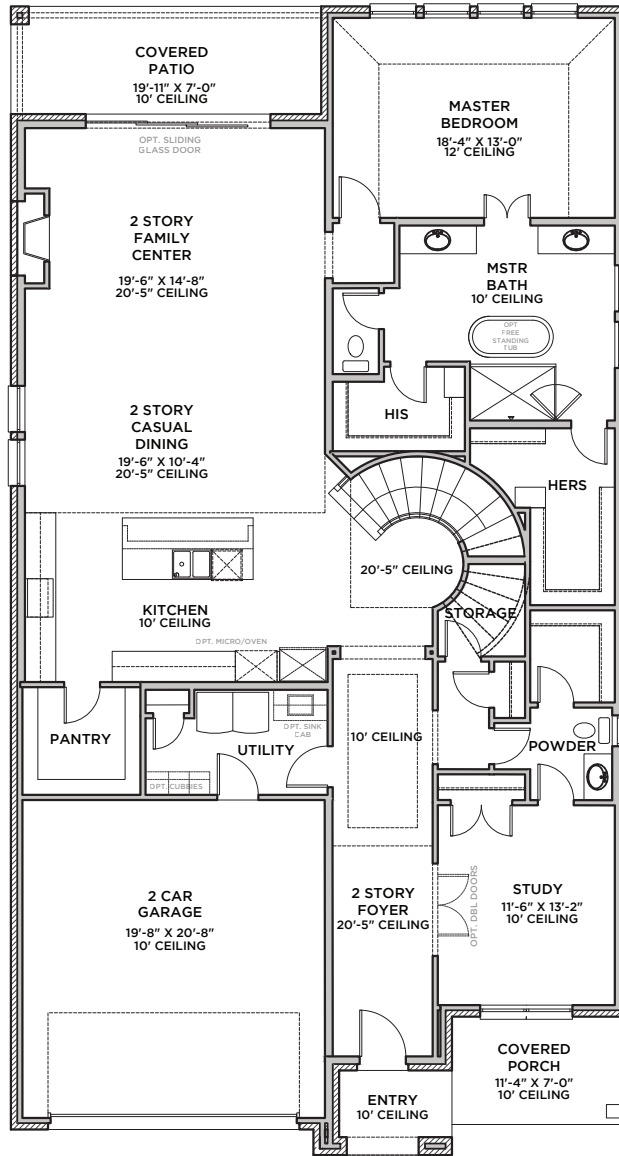 COVERED
PATIO
19'-11" X 7'-0"
10' CEILING
OPT. SLIDING
GLASS DOOR
MASTER
BEDROOM
18'-4" X 13'-0"
12' CEILING
2 STORY
FAMILY
CENTER
19'-6" X 14'-8"
20'-5" CEILING
MSTR
BATH
10' CEILING
OPT
FREE
STANDING
TUB
HIS
2 STORY
CASUAL
DINING
19'-6" X 10'-4"
20'-5" CEILING
HERS
20'-5" CEILING
STORAGE
KITCHEN
10' CEILING
OPT. MICRO/OVEN
PANTRY
OPT. SINK
CAB
UTILITY
OPT. CUBBIES
10' CEILING
POWDER
2 CAR
GARAGE
19'-8" X 20'-8"
10' CEILING
2 STORY
FOYER
20'-5" CEILING
OPT. DBL DOORS
STUDY
11'-6" X 13'-2"
10' CEILING
ENTRY
10' CEILING
COVERED
PORCH
11'-4" X 7'-0"
10' CEILING